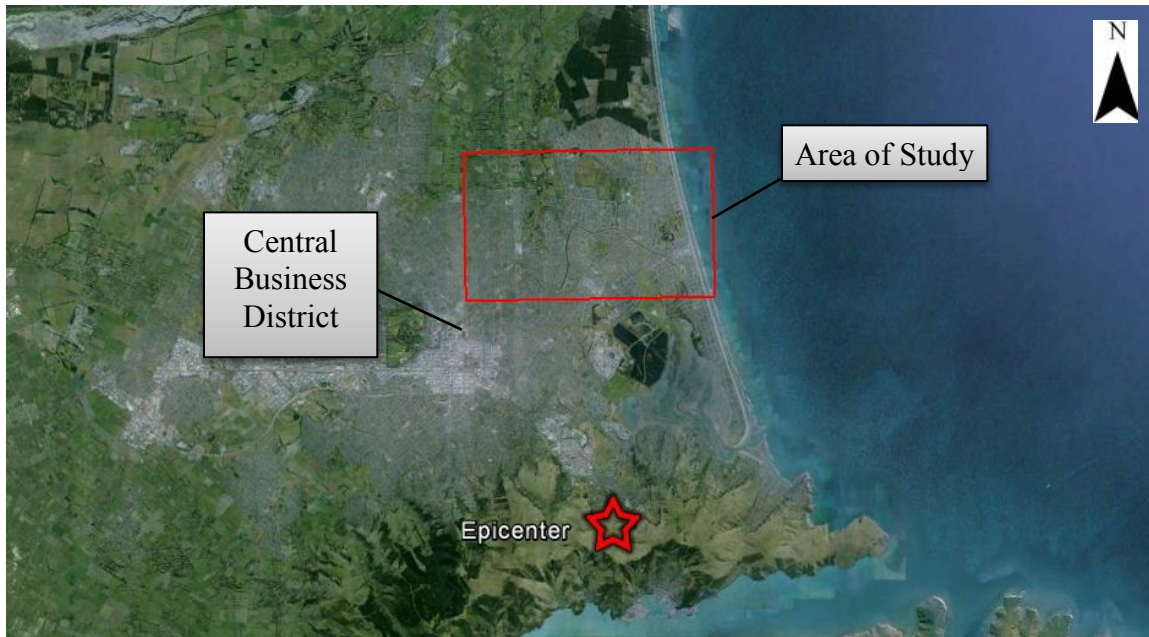 N
Area of Study
Central
Business
District
Epicenter